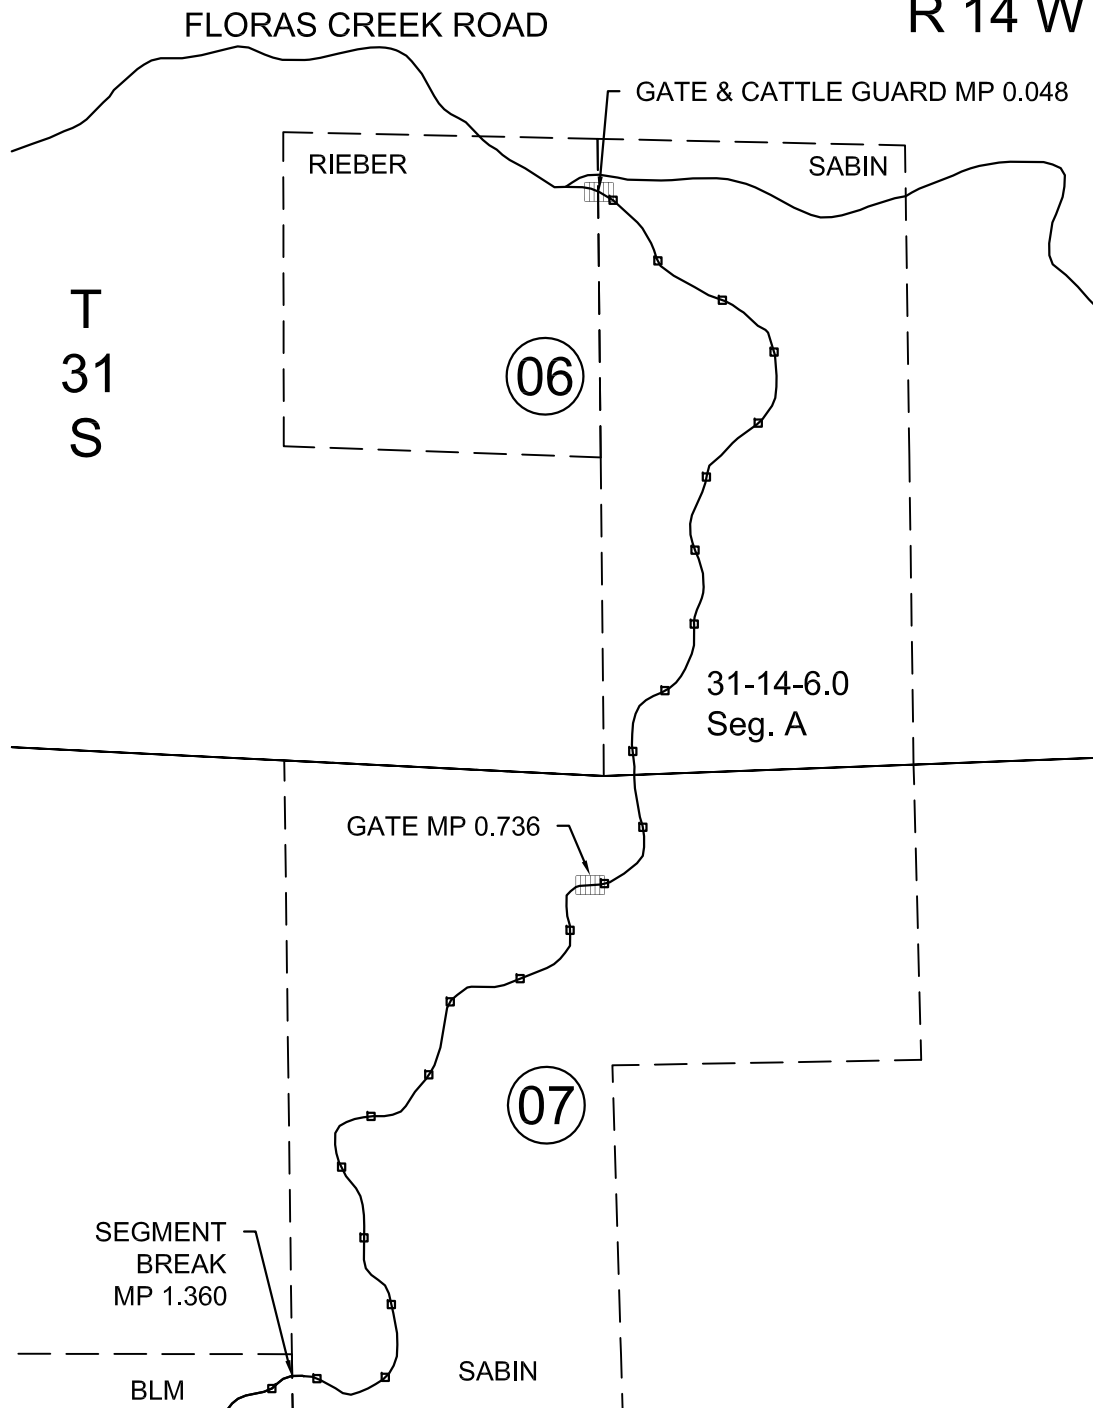 FLORAS CREEK ROAD
R 14 W
GATE & CATTLE GUARD MP 0.048
RIEBER
SABIN
T
31
S
06
31-14-6.0
Seg. A
GATE MP 0.736
07
SEGMENT
BREAK
MP 1.360
SABIN
BLM